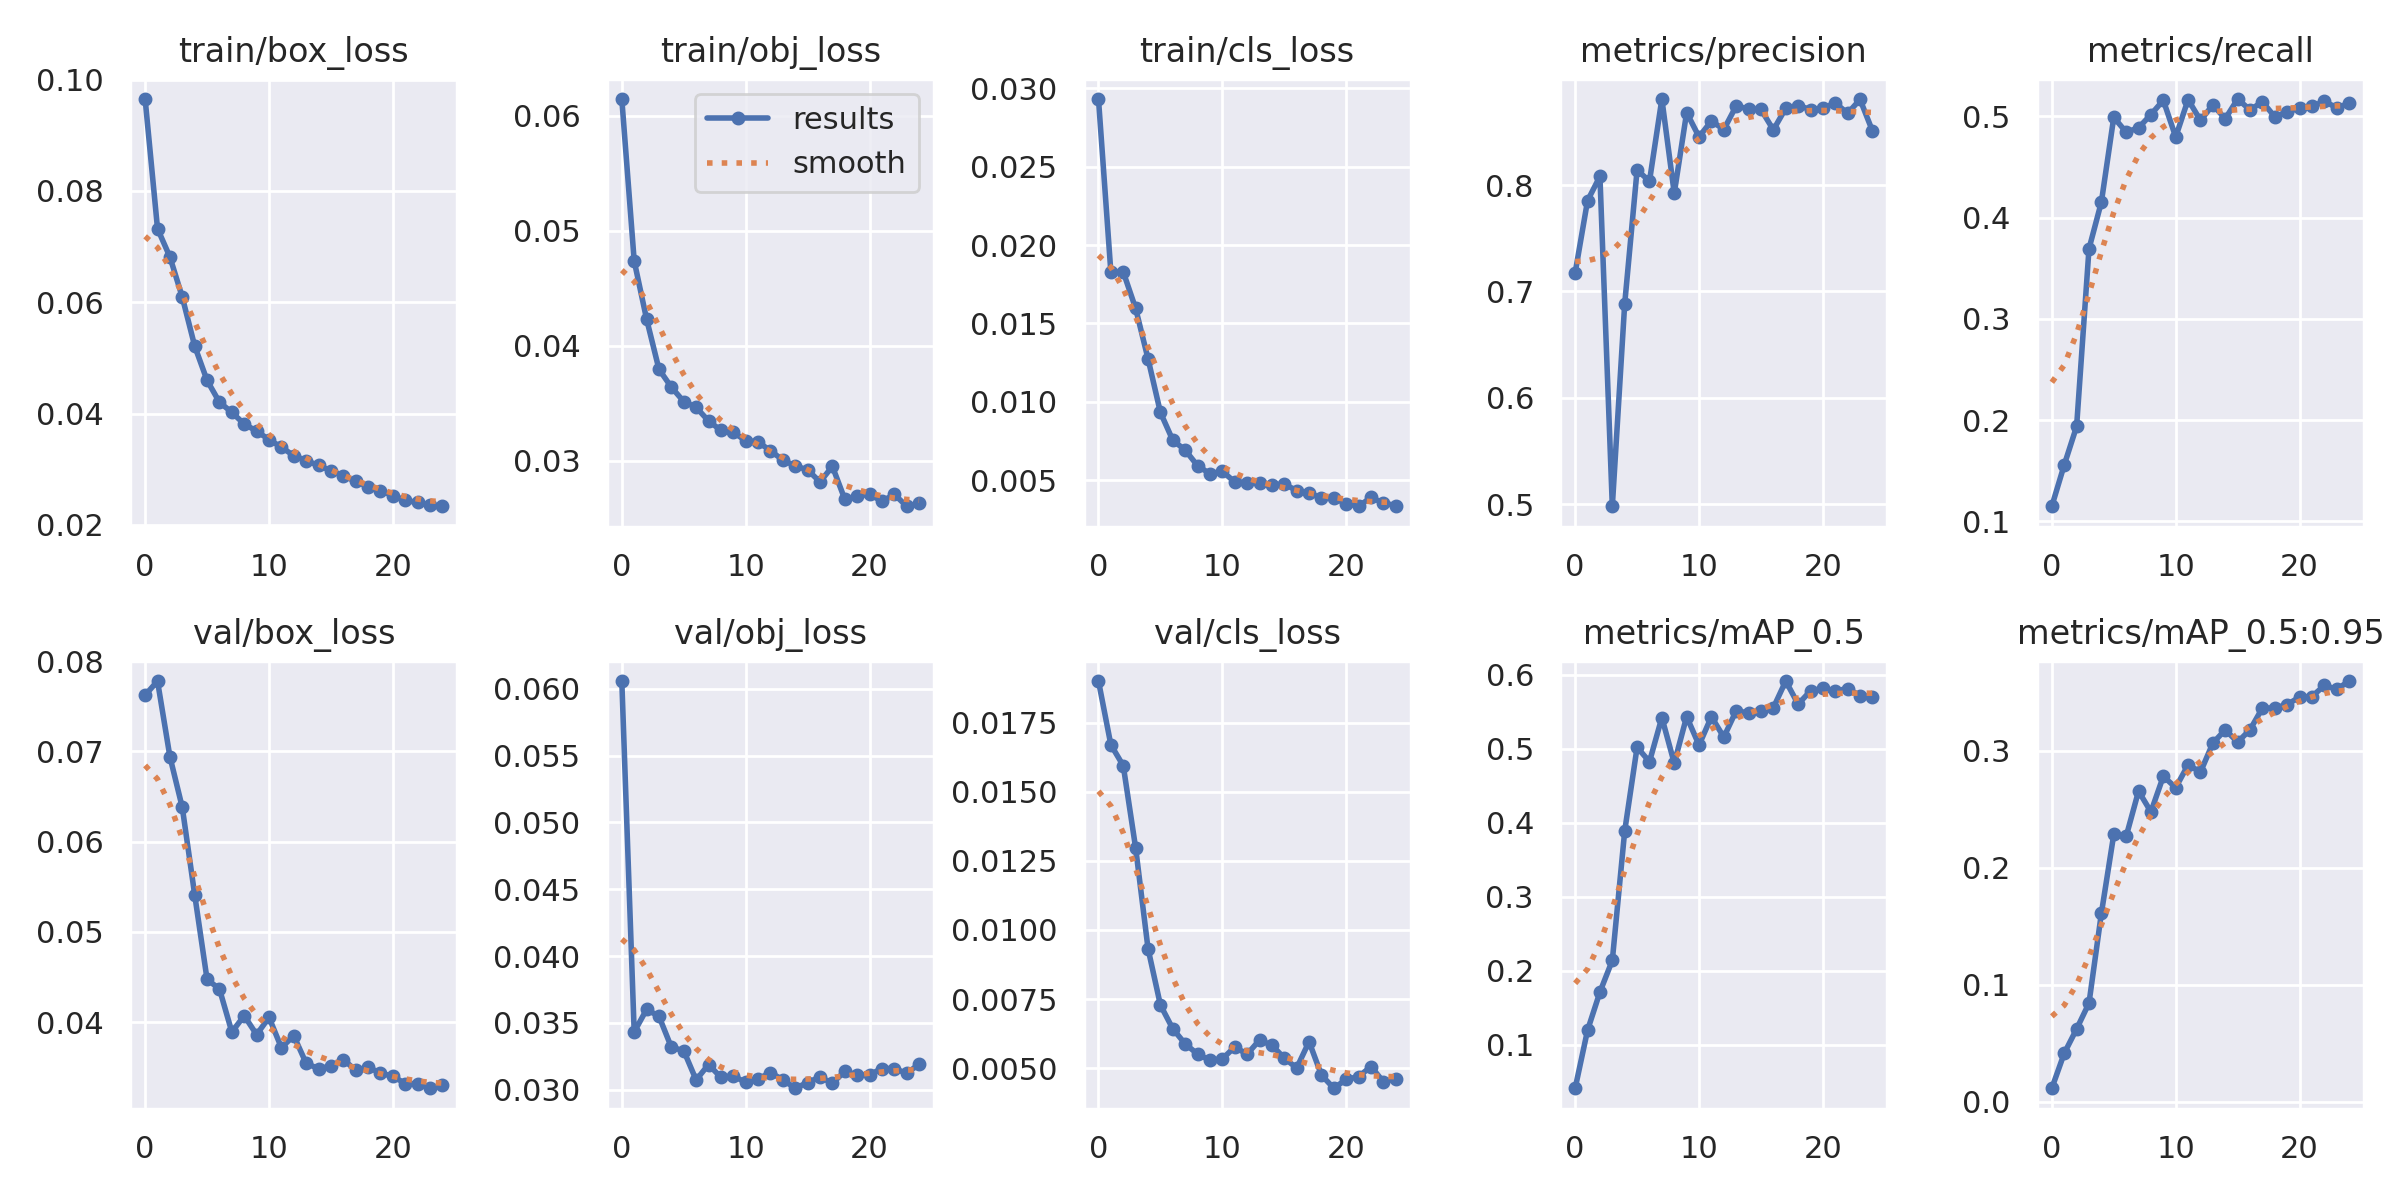 train/box_loss
0.10
0.08
0.06
0.04
0.02
0 10 20
train/obj_loss
results
smooth
0.06
0.05
0.04
0.03
0 10 20
train/cls_loss
0.030
0.025
0.020
0.015
0.010
0.005
0 10 20
metrics/precision
0.8
0.7
0.6
0.5
0 10 20
metrics/recall
0.5
0.4
0.3
0.2
0.1
0 10 20
val/box_loss
0.08
0.07
0.06
0.05
0.04
0 10 20
val/obj_loss
0.060
0.055
0.050
0.045
0.040
0.035
0.030
0 10 20
val/cls_loss
0.0175
0.0150
0.0125
0.0100
0.0075
0.0050
0 10 20
metrics/mAP_0.5
0.6
0.5
0.4
0.3
0.2
0.1
0 10 20
metrics/mAP_0.5:0.95
0.3
0.2
0.1
0.0
0 10 20